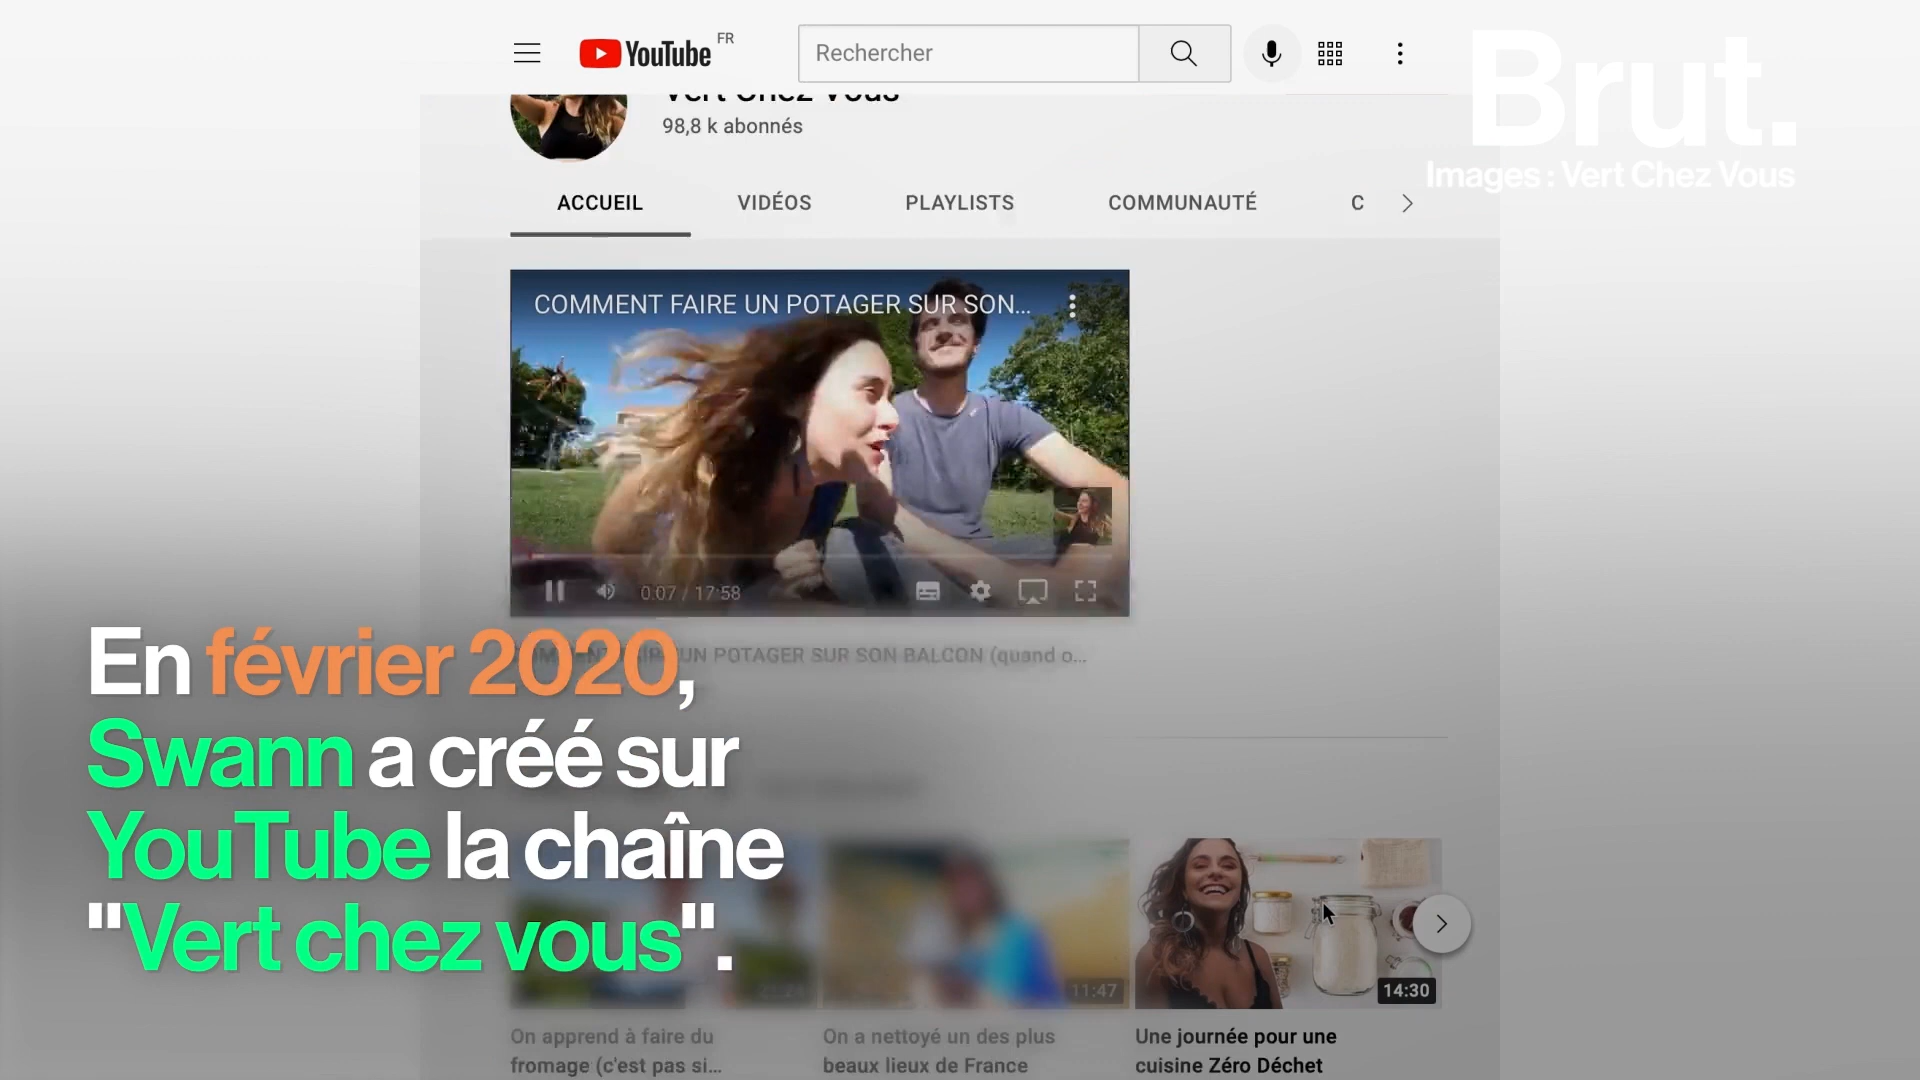 YouTube FR
Rechercher
Brut.
Images : Vert Chez Vous
Vert Chez Vous
98,8 k abonnés
ACCUEIL VIDÉOS PLAYLISTS COMMUNAUTÉ C
COMMENT FAIRE UN POTAGER SUR SON...
0:07 / 17:58
UN POTAGER SUR SON BALCON (quand o...
En février 2020,
Swann a créé sur
YouTube la chaîne
"Vert chez vous".
11:47
14:30
On apprend à faire du
fromage (c'est pas si...
On a nettoyé un des plus
beaux lieux de France
Une journée pour une
cuisine Zéro Déchet